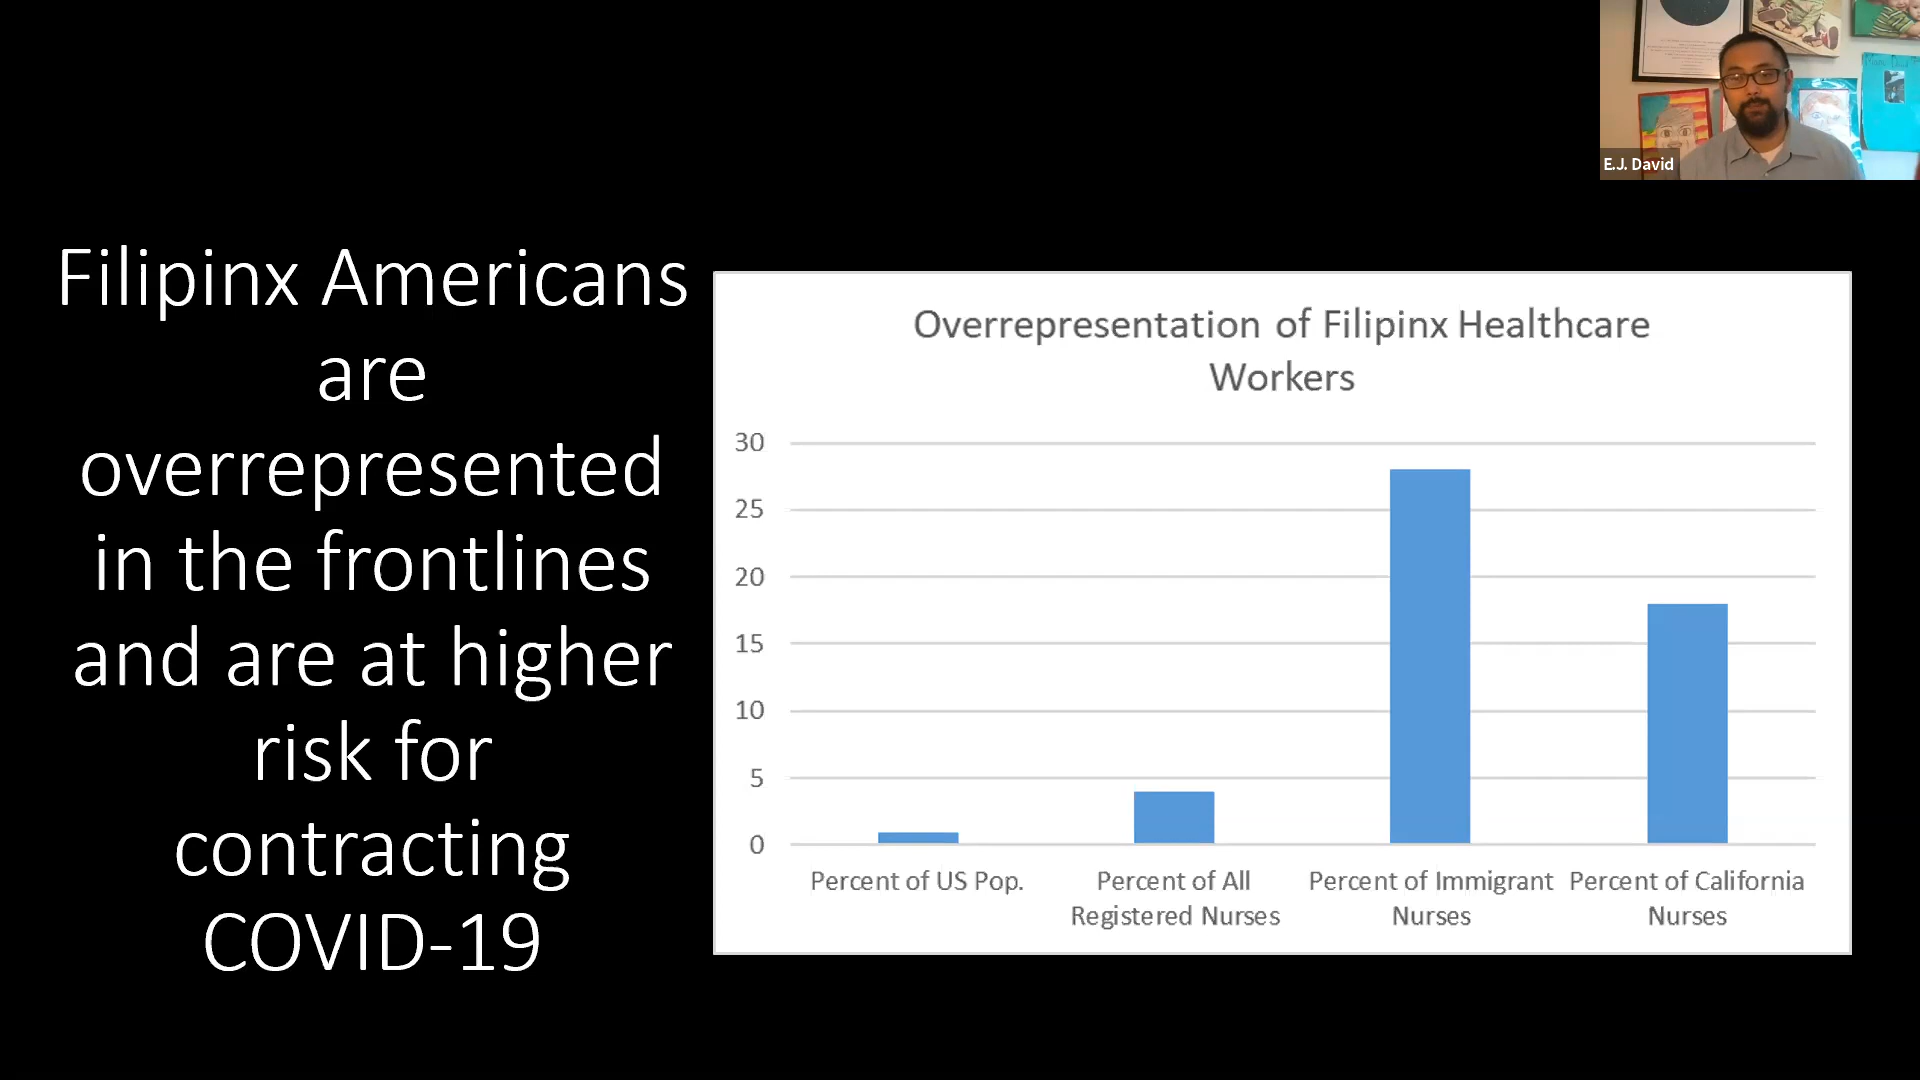 E.J. David
Filipinx Americans
are
overrepresented
in the frontlines
and are at higher
risk for
contracting
COVID-19
Overrepresentation of Filipinx Healthcare
Workers
30
25
20
15
10
5
0
Percent of US Pop.
Percent of All
Registered Nurses
Percent of Immigrant
Nurses
Percent of California
Nurses